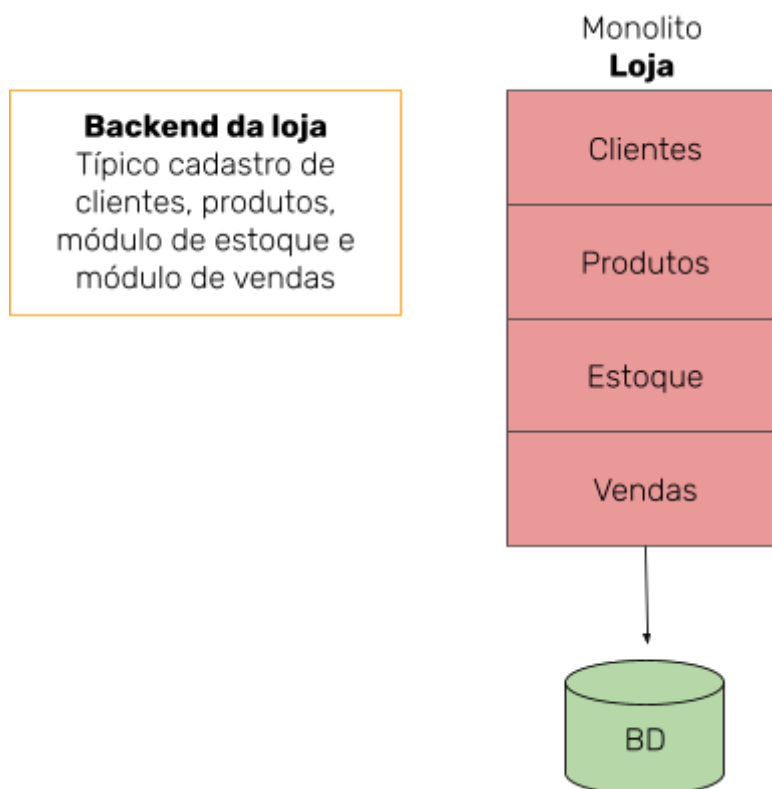 Monolito
Loja
Backend da loja
Típico cadastro de
clientes, produtos,
módulo de estoque e
módulo de vendas
Clientes
Produtos
Estoque
Vendas
BD